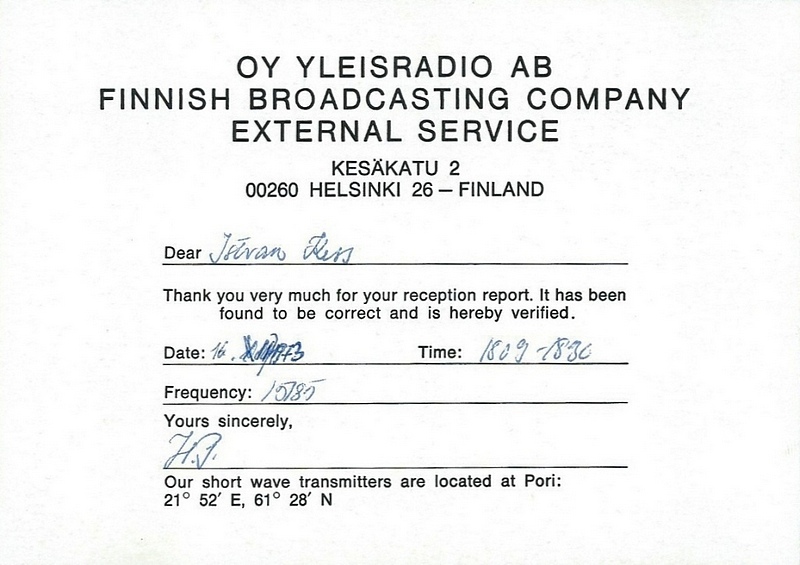 OY YLEISRADIO AB
FINNISH BROADCASTING COMPANY
EXTERNAL SERVICE
KESÄKATU 2
00260 HELSINKI 26 – FINLAND
Dear István Kiss
Thank you very much for your reception report. It has been
found to be correct and is hereby verified.
Date: 16. Time: 1809-1830
Frequency: 15185
Yours sincerely,
Our short wave transmitters are located at Pori:
21° 52′ E, 61° 28′ N